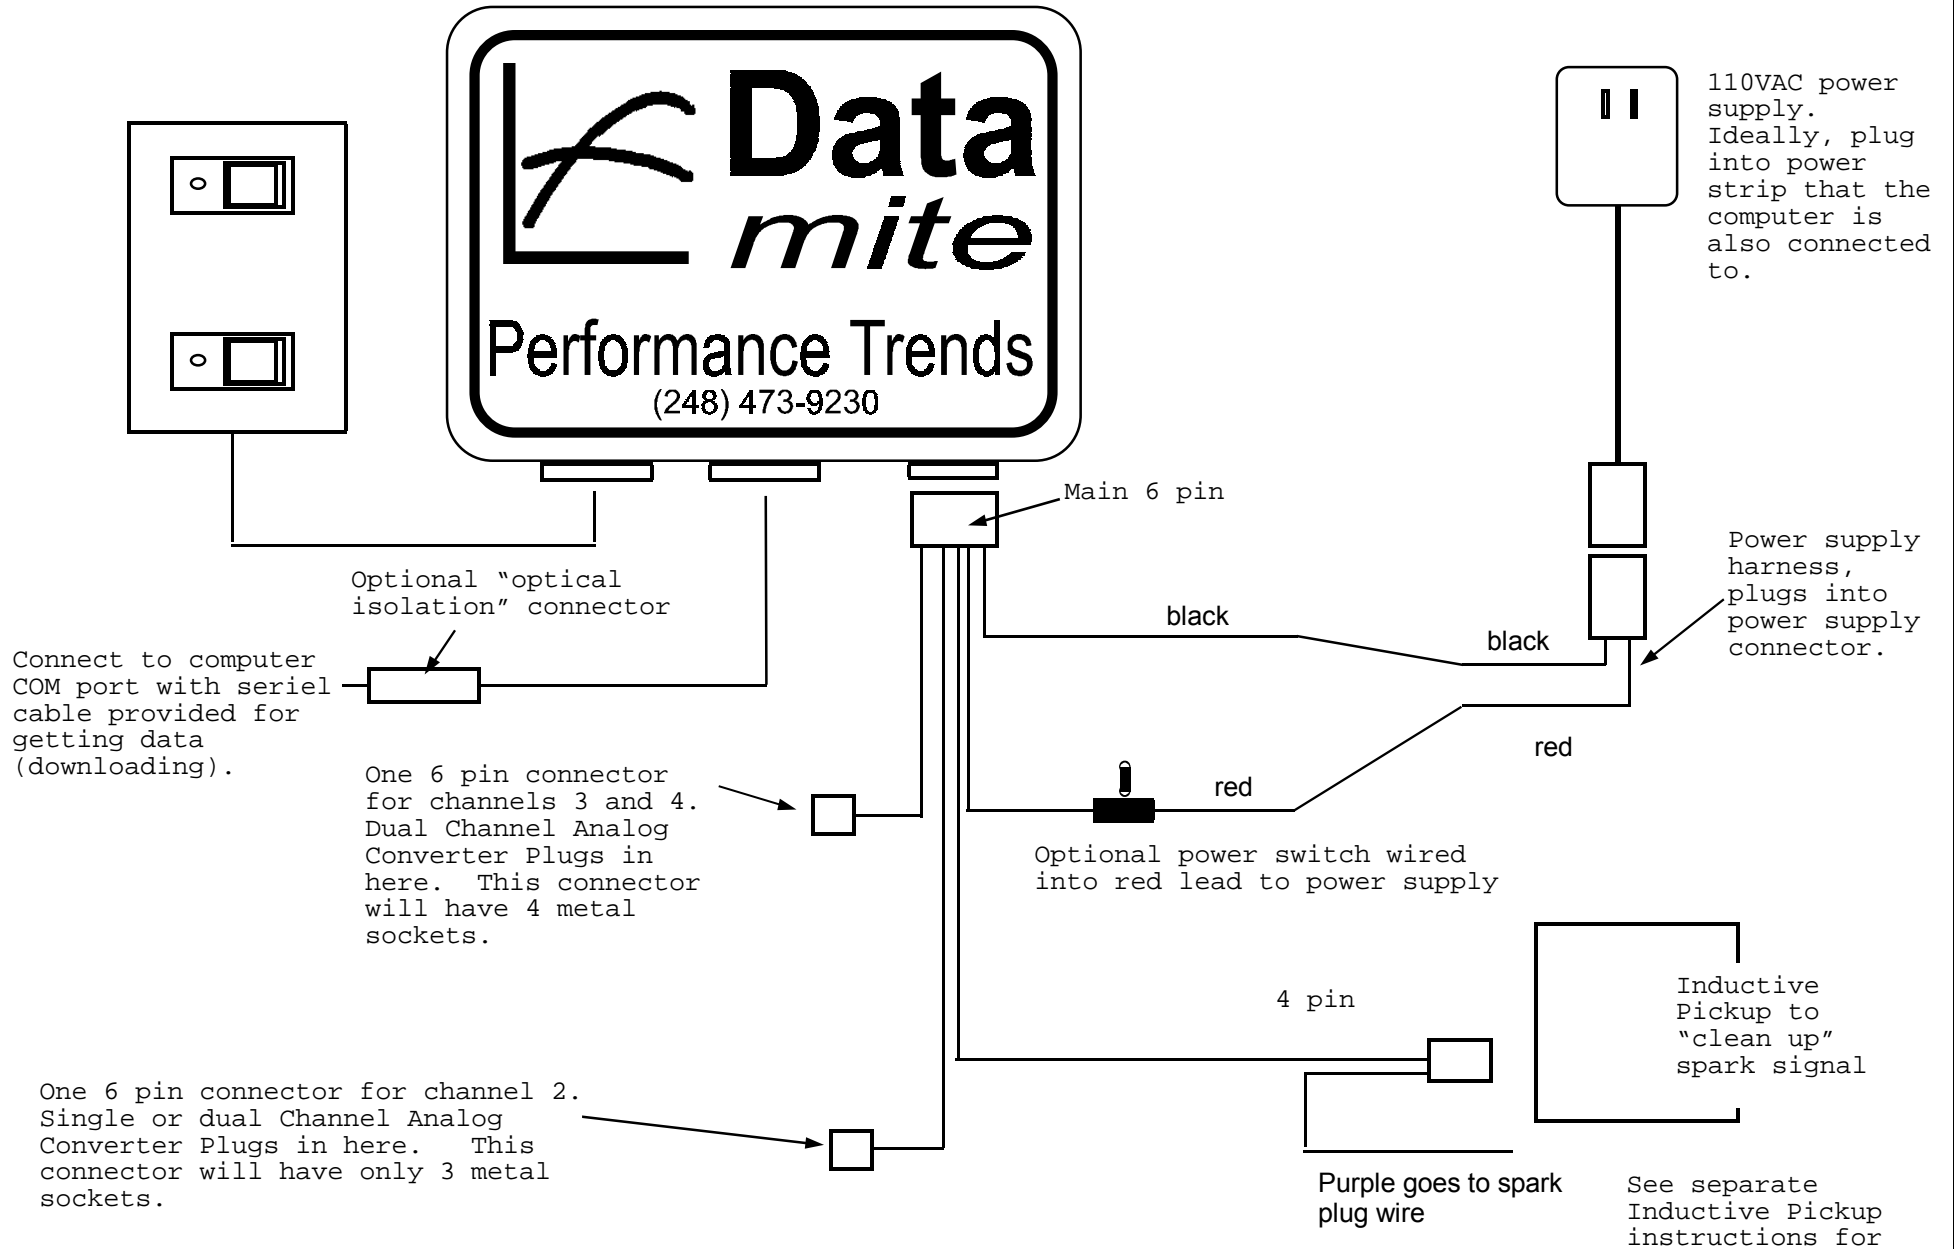 Data
mite
Performance Trends
(248) 473-9230
110VAC power
supply.
Ideally, plug
into power
strip that the
computer is
also connected
to.
Main 6 pin
Power supply
harness,
plugs into
power supply
connector.
Optional “optical
isolation” connector
black
black
Connect to computer
COM port with seriel
cable provided for
getting data
(downloading).
red
red
One 6 pin connector
for channels 3 and 4.
Dual Channel Analog
Converter Plugs in
here.  This connector
will have 4 metal
sockets.
Optional power switch wired
into red lead to power supply
4 pin
Inductive
Pickup to
“clean up”
spark signal
One 6 pin connector for channel 2.
Single or dual Channel Analog
Converter Plugs in here.   This
connector will have only 3 metal
sockets.
Purple goes to spark
plug wire
See separate
Inductive Pickup
instructions for